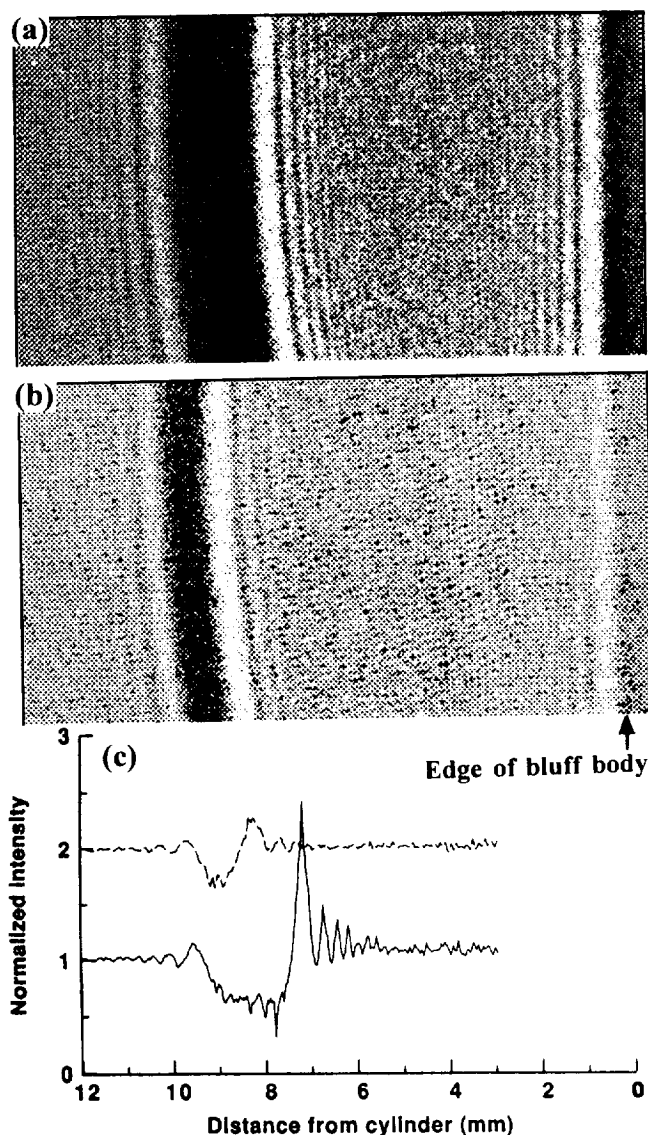 (a)
(b)
Edge of bluff body
(c)
3
2
1
0
Normalized intensity
12 10 8 6 4 2 0
Distance from cylinder (mm)